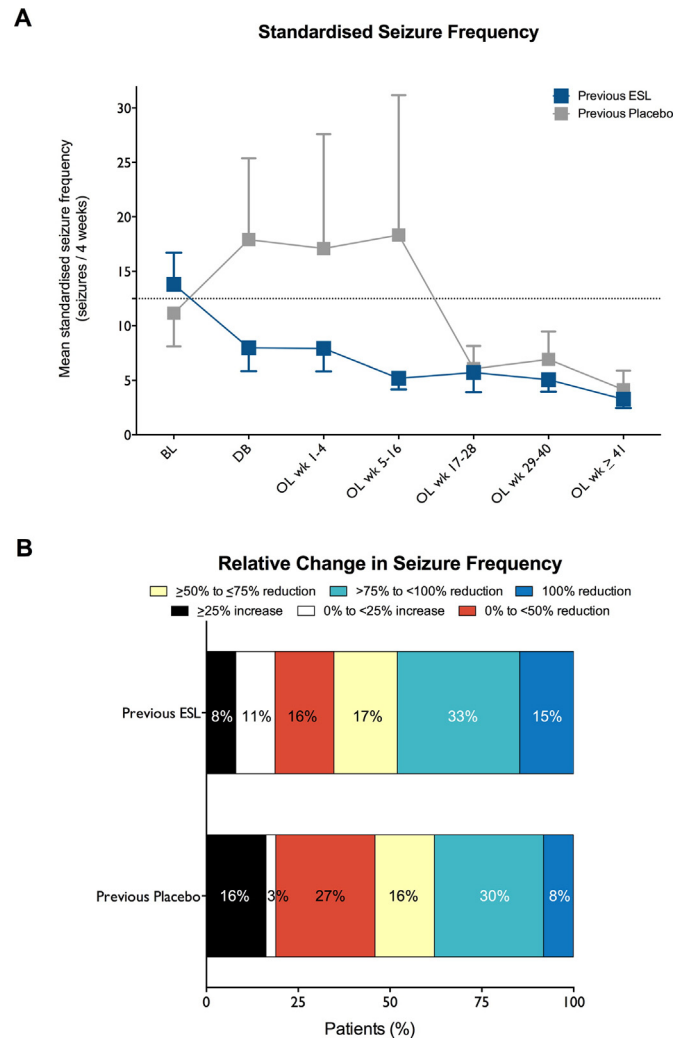 A
Standardised Seizure Frequency
Previous ESL
Previous Placebo
Mean standardised seizure frequency
(seizures / 4 weeks)
30
25
20
15
10
5
0
BL
DB
OL wk 1-4
OL wk 5-16
OL wk 17-28
OL wk 29-40
OL wk ≥ 41
B
Relative Change in Seizure Frequency
≥50% to ≤75% reduction >75% to <100% reduction 100% reduction
≥25% increase 0% to <25% increase 0% to <50% reduction
Previous ESL
8% 11% 16% 17% 33% 15%
Previous Placebo
16% 3% 27% 16% 30% 8%
0 25 50 75 100
Patients (%)